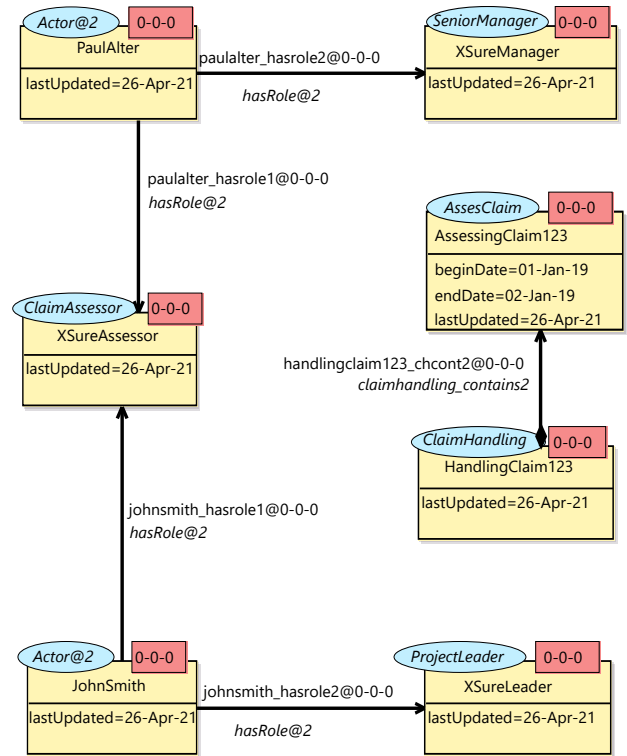 Actor@2
0-0-0
PaulAlter
lastUpdated=26-Apr-21
paulalter_hasrole2@0-0-0
hasRole@2
SeniorManager
0-0-0
XSureManager
lastUpdated=26-Apr-21
paulalter_hasrole1@0-0-0
hasRole@2
AssesClaim
0-0-0
AssessingClaim123
beginDate=01-Jan-19
endDate=02-Jan-19
lastUpdated=26-Apr-21
ClaimAssessor
0-0-0
XSureAssessor
lastUpdated=26-Apr-21
handlingclaim123_chcont2@0-0-0
claimhandling_contains2
ClaimHandling
0-0-0
HandlingClaim123
lastUpdated=26-Apr-21
johnsmith_hasrole1@0-0-0
hasRole@2
Actor@2
0-0-0
JohnSmith
lastUpdated=26-Apr-21
johnsmith_hasrole2@0-0-0
hasRole@2
ProjectLeader
0-0-0
XSureLeader
lastUpdated=26-Apr-21